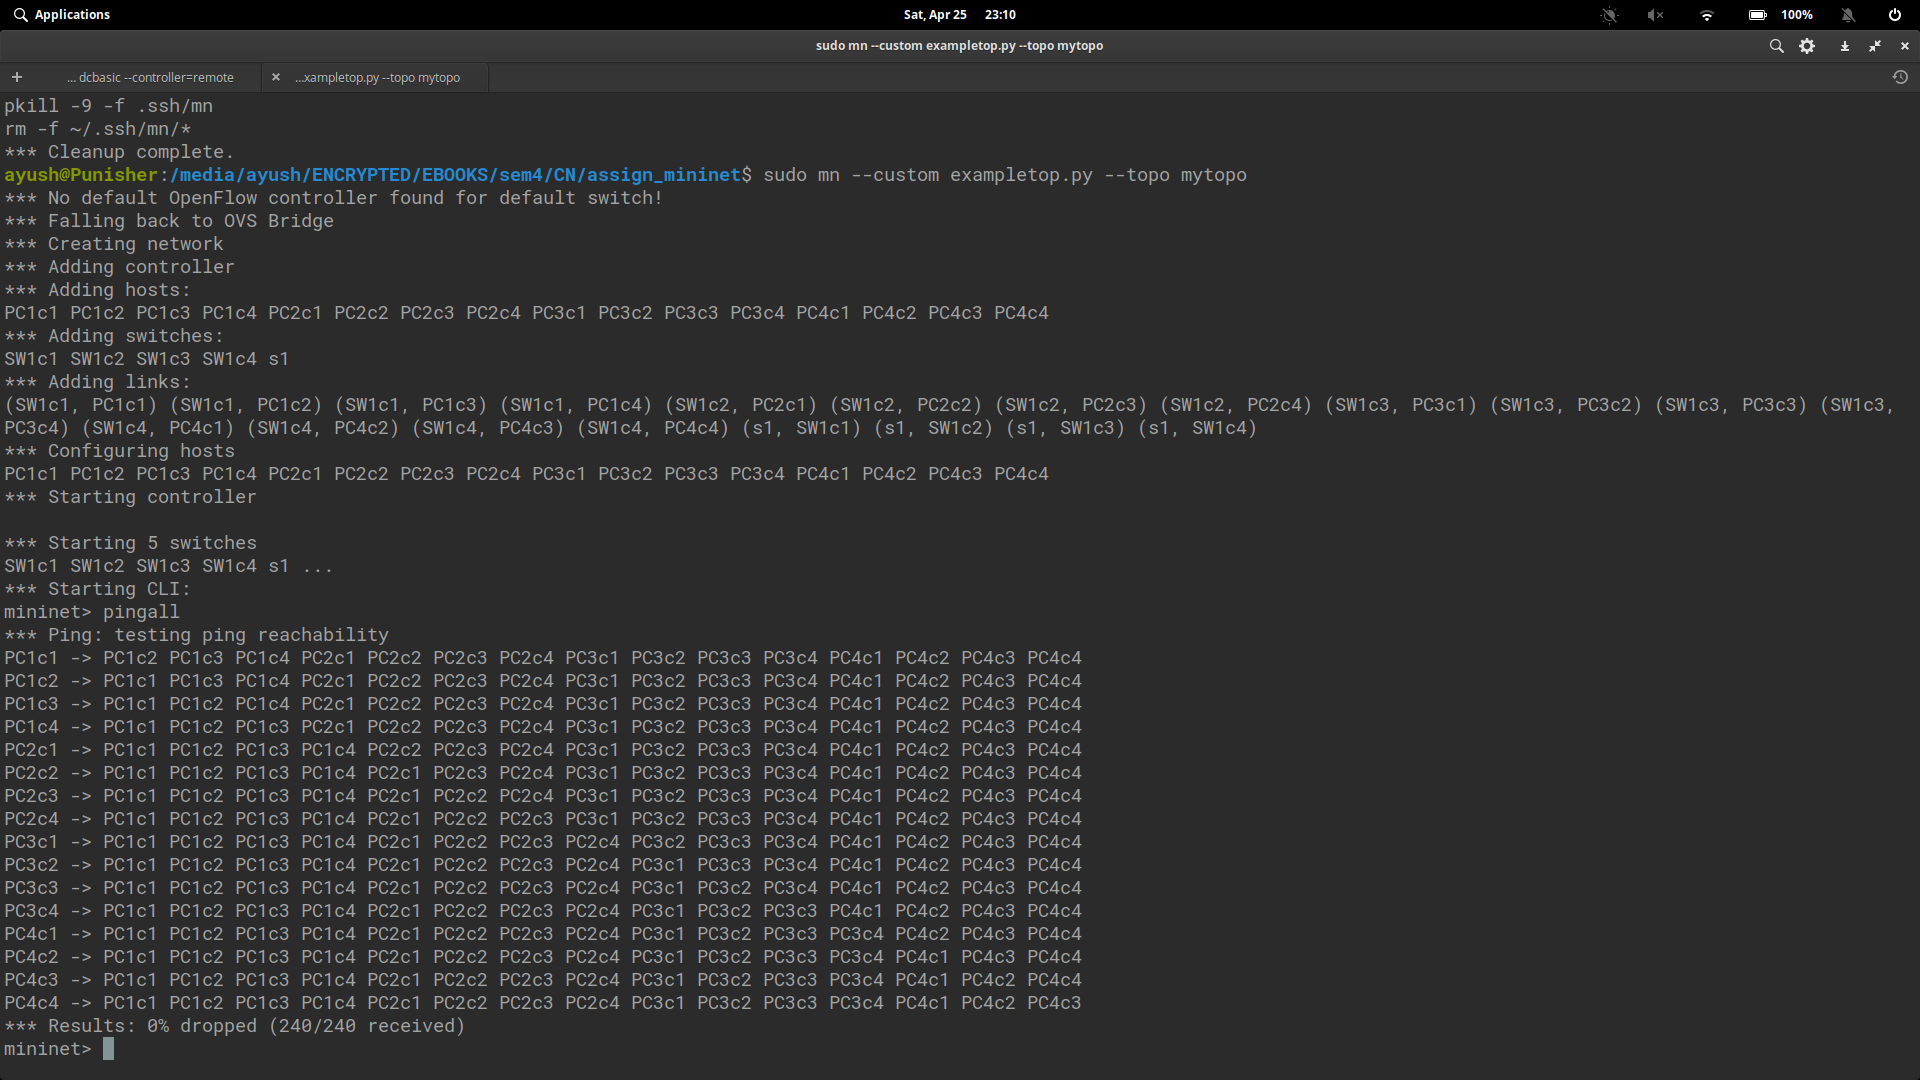 Applications
Sat, Apr 25 23:10
100%
sudo mn --custom exampletop.py --topo mytopo
... dcbasic --controller=remote
...xampletop.py --topo mytopo
pkill -9 -f .ssh/mn
rm -f ~/.ssh/mn/*
*** Cleanup complete.
ayush@Punisher:/media/ayush/ENCRYPTED/EBOOKS/sem4/CN/assign_mininet$ sudo mn --custom exampletop.py --topo mytopo
*** No default OpenFlow controller found for default switch!
*** Falling back to OVS Bridge
*** Creating network
*** Adding controller
*** Adding hosts:
PC1c1 PC1c2 PC1c3 PC1c4 PC2c1 PC2c2 PC2c3 PC2c4 PC3c1 PC3c2 PC3c3 PC3c4 PC4c1 PC4c2 PC4c3 PC4c4
*** Adding switches:
SW1c1 SW1c2 SW1c3 SW1c4 s1
*** Adding links:
(SW1c1, PC1c1) (SW1c1, PC1c2) (SW1c1, PC1c3) (SW1c1, PC1c4) (SW1c2, PC2c1) (SW1c2, PC2c2) (SW1c2, PC2c3) (SW1c2, PC2c4) (SW1c3, PC3c1) (SW1c3, PC3c2) (SW1c3, PC3c3) (SW1c3,
PC3c4) (SW1c4, PC4c1) (SW1c4, PC4c2) (SW1c4, PC4c3) (SW1c4, PC4c4) (s1, SW1c1) (s1, SW1c2) (s1, SW1c3) (s1, SW1c4)
*** Configuring hosts
PC1c1 PC1c2 PC1c3 PC1c4 PC2c1 PC2c2 PC2c3 PC2c4 PC3c1 PC3c2 PC3c3 PC3c4 PC4c1 PC4c2 PC4c3 PC4c4
*** Starting controller
*** Starting 5 switches
SW1c1 SW1c2 SW1c3 SW1c4 s1 ...
*** Starting CLI:
mininet> pingall
*** Ping: testing ping reachability
PC1c1 -> PC1c2 PC1c3 PC1c4 PC2c1 PC2c2 PC2c3 PC2c4 PC3c1 PC3c2 PC3c3 PC3c4 PC4c1 PC4c2 PC4c3 PC4c4
PC1c2 -> PC1c1 PC1c3 PC1c4 PC2c1 PC2c2 PC2c3 PC2c4 PC3c1 PC3c2 PC3c3 PC3c4 PC4c1 PC4c2 PC4c3 PC4c4
PC1c3 -> PC1c1 PC1c2 PC1c4 PC2c1 PC2c2 PC2c3 PC2c4 PC3c1 PC3c2 PC3c3 PC3c4 PC4c1 PC4c2 PC4c3 PC4c4
PC1c4 -> PC1c1 PC1c2 PC1c3 PC2c1 PC2c2 PC2c3 PC2c4 PC3c1 PC3c2 PC3c3 PC3c4 PC4c1 PC4c2 PC4c3 PC4c4
PC2c1 -> PC1c1 PC1c2 PC1c3 PC1c4 PC2c2 PC2c3 PC2c4 PC3c1 PC3c2 PC3c3 PC3c4 PC4c1 PC4c2 PC4c3 PC4c4
PC2c2 -> PC1c1 PC1c2 PC1c3 PC1c4 PC2c1 PC2c3 PC2c4 PC3c1 PC3c2 PC3c3 PC3c4 PC4c1 PC4c2 PC4c3 PC4c4
PC2c3 -> PC1c1 PC1c2 PC1c3 PC1c4 PC2c1 PC2c2 PC2c4 PC3c1 PC3c2 PC3c3 PC3c4 PC4c1 PC4c2 PC4c3 PC4c4
PC2c4 -> PC1c1 PC1c2 PC1c3 PC1c4 PC2c1 PC2c2 PC2c3 PC3c1 PC3c2 PC3c3 PC3c4 PC4c1 PC4c2 PC4c3 PC4c4
PC3c1 -> PC1c1 PC1c2 PC1c3 PC1c4 PC2c1 PC2c2 PC2c3 PC2c4 PC3c2 PC3c3 PC3c4 PC4c1 PC4c2 PC4c3 PC4c4
PC3c2 -> PC1c1 PC1c2 PC1c3 PC1c4 PC2c1 PC2c2 PC2c3 PC2c4 PC3c1 PC3c3 PC3c4 PC4c1 PC4c2 PC4c3 PC4c4
PC3c3 -> PC1c1 PC1c2 PC1c3 PC1c4 PC2c1 PC2c2 PC2c3 PC2c4 PC3c1 PC3c2 PC3c4 PC4c1 PC4c2 PC4c3 PC4c4
PC3c4 -> PC1c1 PC1c2 PC1c3 PC1c4 PC2c1 PC2c2 PC2c3 PC2c4 PC3c1 PC3c2 PC3c3 PC4c1 PC4c2 PC4c3 PC4c4
PC4c1 -> PC1c1 PC1c2 PC1c3 PC1c4 PC2c1 PC2c2 PC2c3 PC2c4 PC3c1 PC3c2 PC3c3 PC3c4 PC4c2 PC4c3 PC4c4
PC4c2 -> PC1c1 PC1c2 PC1c3 PC1c4 PC2c1 PC2c2 PC2c3 PC2c4 PC3c1 PC3c2 PC3c3 PC3c4 PC4c1 PC4c3 PC4c4
PC4c3 -> PC1c1 PC1c2 PC1c3 PC1c4 PC2c1 PC2c2 PC2c3 PC2c4 PC3c1 PC3c2 PC3c3 PC3c4 PC4c1 PC4c2 PC4c4
PC4c4 -> PC1c1 PC1c2 PC1c3 PC1c4 PC2c1 PC2c2 PC2c3 PC2c4 PC3c1 PC3c2 PC3c3 PC3c4 PC4c1 PC4c2 PC4c3
*** Results: 0% dropped (240/240 received)
mininet>